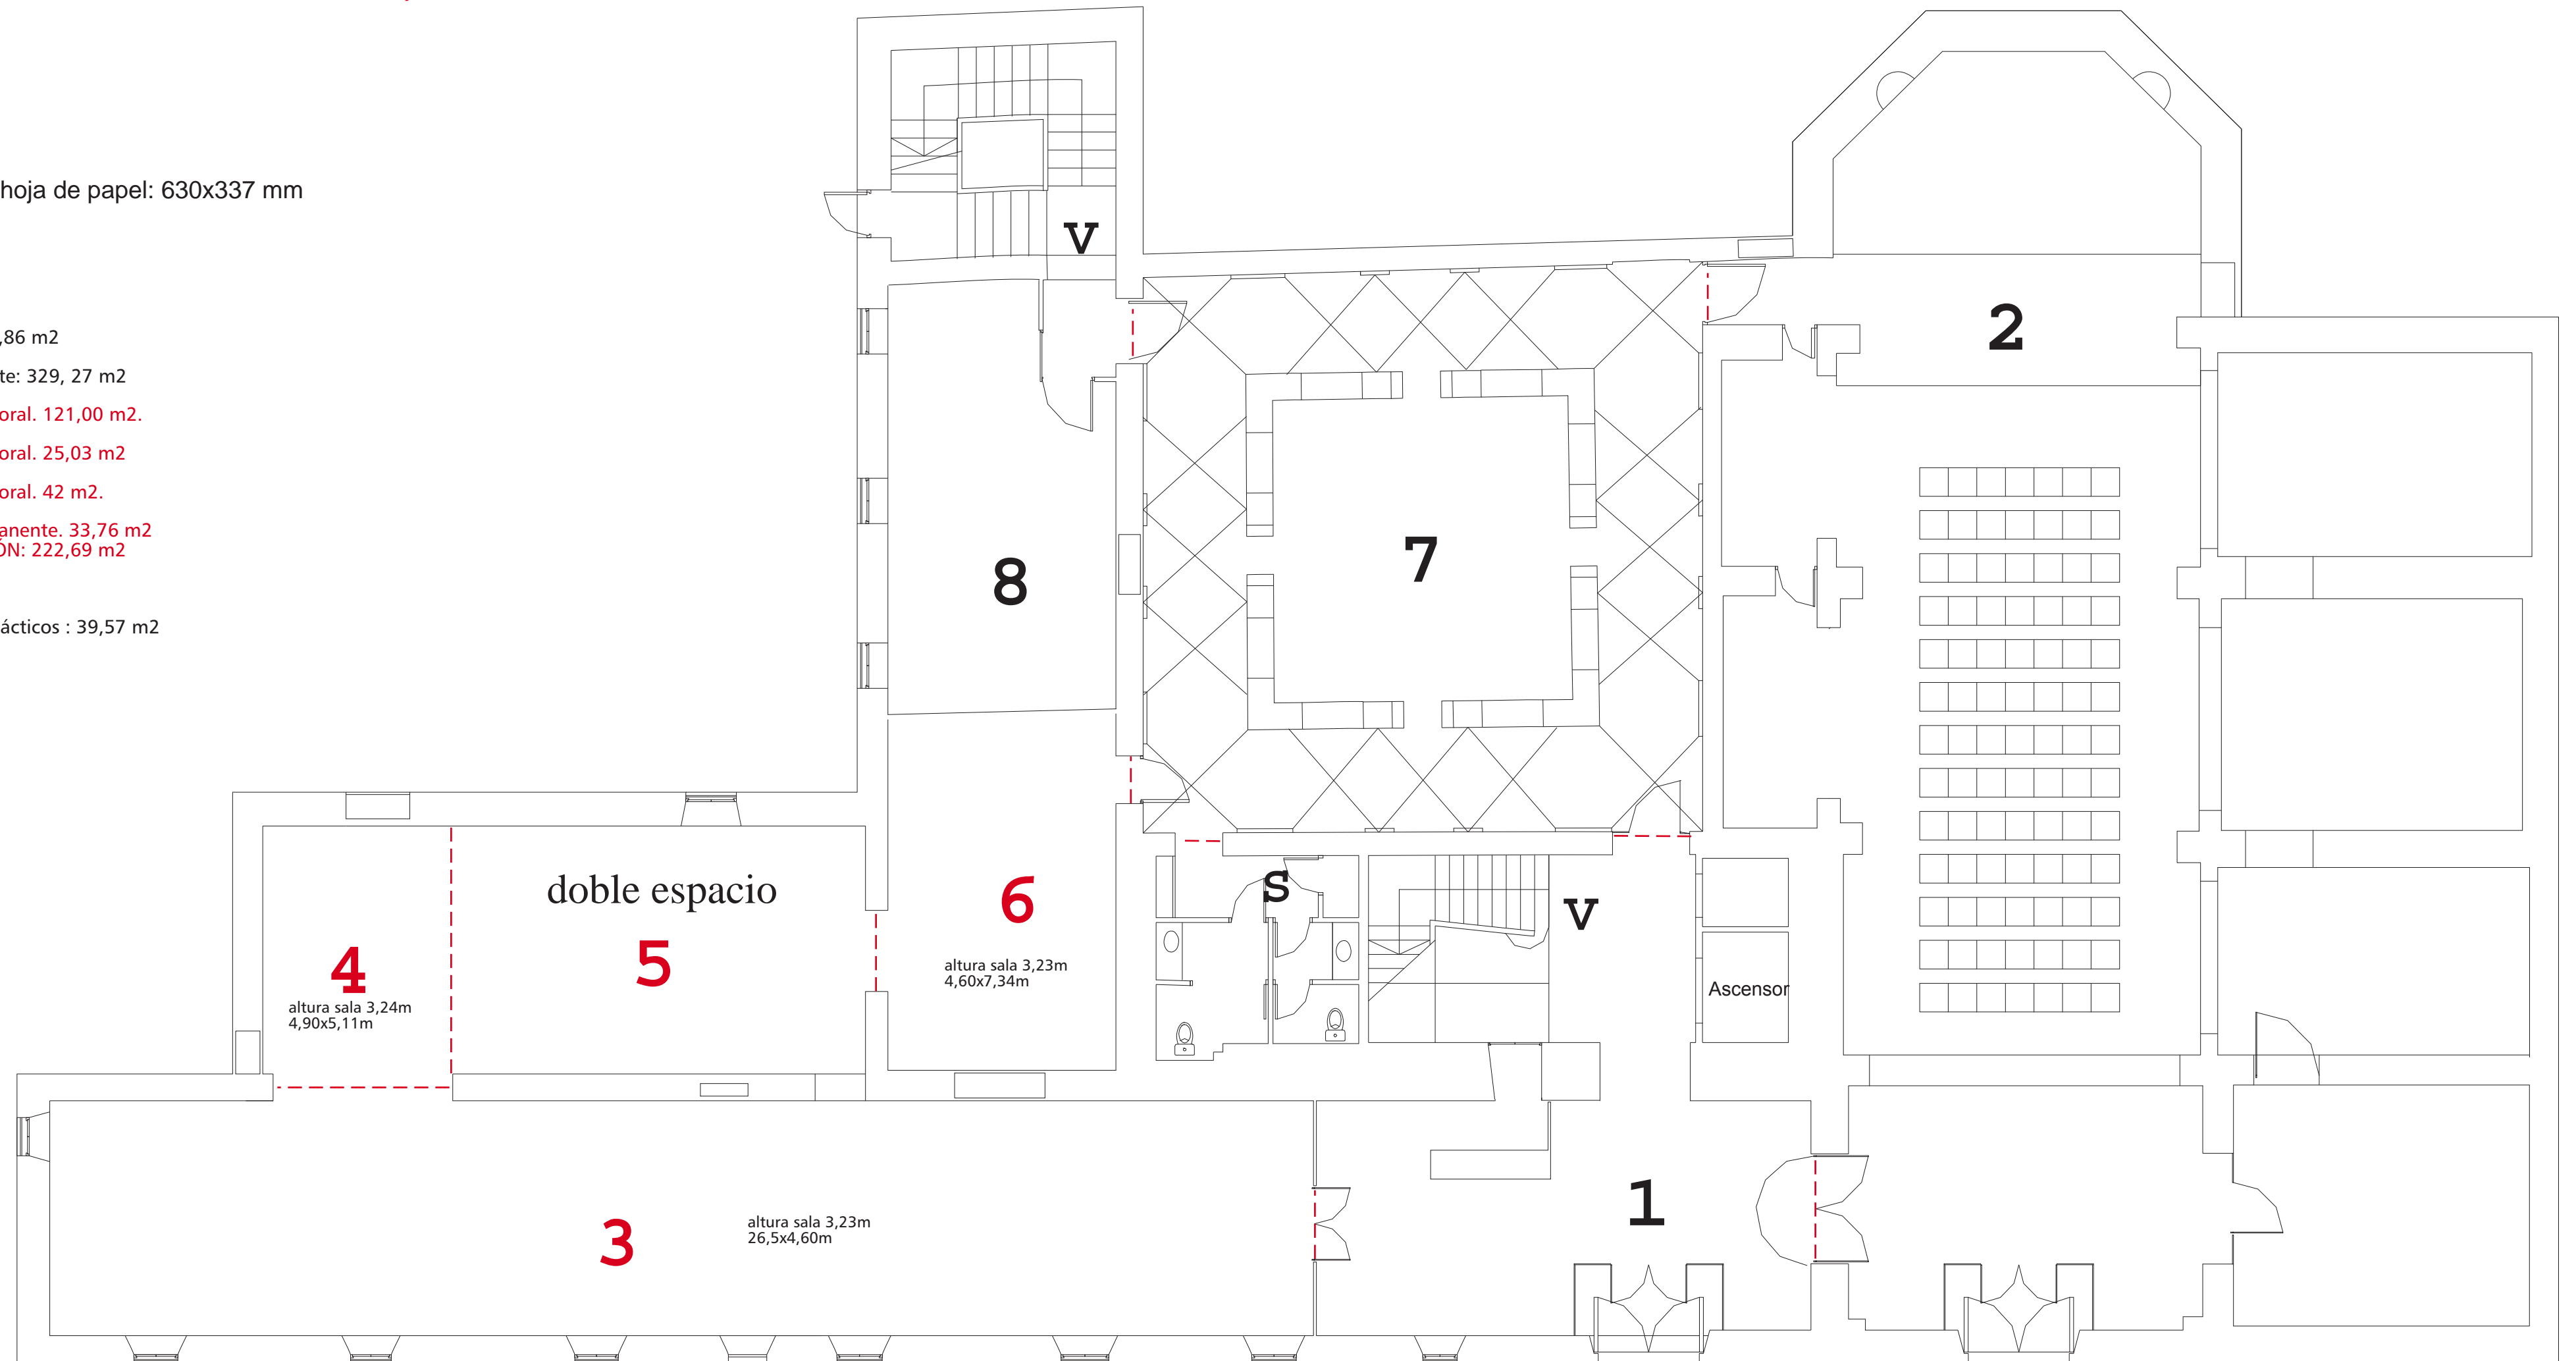 hoja de papel: 630x337 mm
,86 m2
te: 329, 27 m2
oral. 121,00 m2.
oral. 25,03 m2
oral. 42 m2.
anente. 33,76 m2
ÓN: 222,69 m2
ácticos : 39,57 m2
v
2
8
7
doble espacio
4
altura sala 3,24m
4,90x5,11m
5
6
altura sala 3,23m
4,60x7,34m
s
v
Ascensor
3
altura sala 3,23m
26,5x4,60m
1